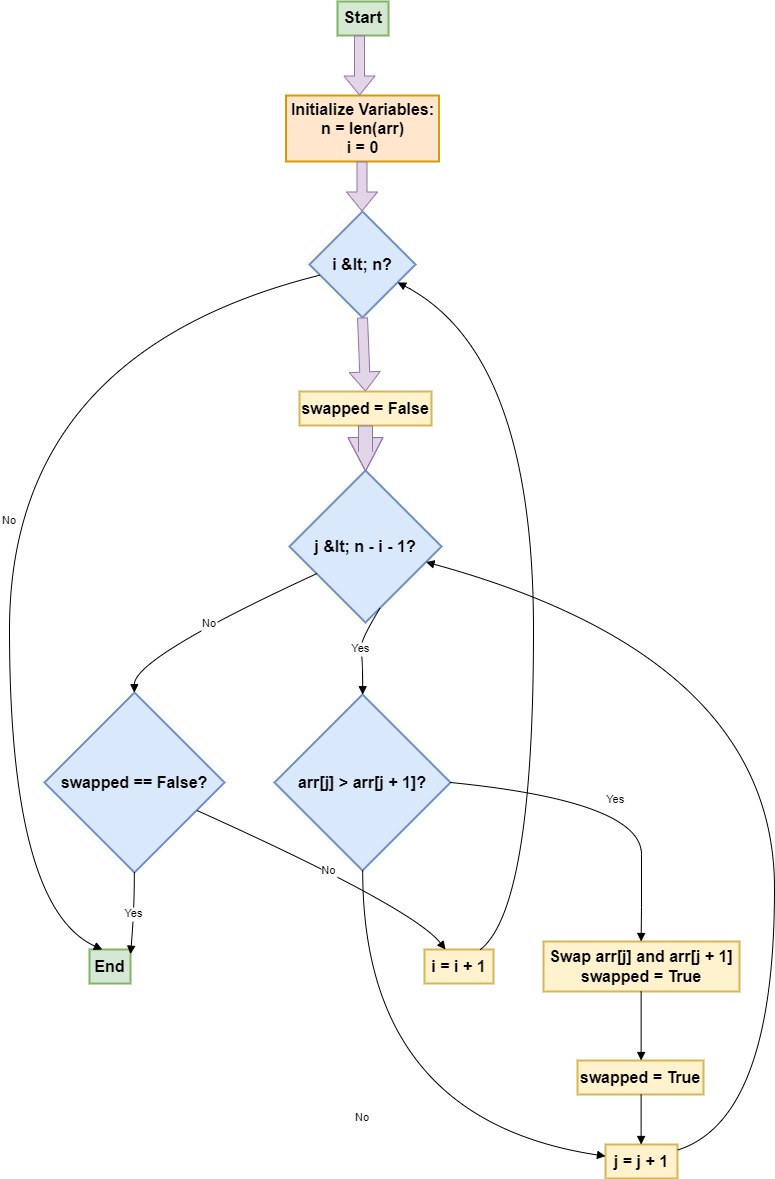 Start
Initialize Variables:
n = len(arr)
i = 0
i &lt; n?
swapped = False
No
j &lt; n - i - 1?
No
Yes
swapped == False?
arr[j] > arr[j + 1]?
Yes
No
Yes
End
i = i + 1
Swap arr[j] and arr[j + 1]
swapped = True
swapped = True
No
j = j + 1